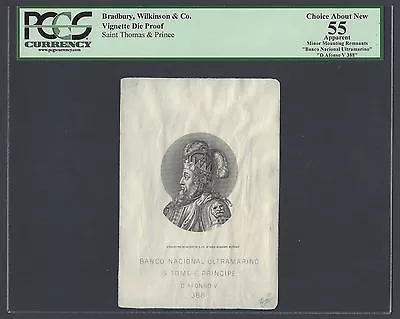 PCGS
CURRENCY
www.pcgscurrency.com
Bradbury, Wilkinson & Co.
Vignette Die Proof
Saint Thomas & Prince
Choice About New
55
Apparent
Minor Mounting Remnants
"Banco Nacional Ultramarino"
"D Afonso V 388"
BANCO NACIONAL ULTRAMARINO
S. TOMÉ E PRINCIPE
D AFONSO V
388